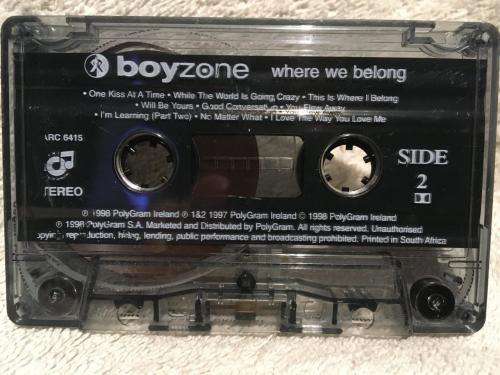 boyzone where we belong
• One Kiss At A Time • While The World Is Going Crazy • This Is Where I Belong
• Will Be Yours • Good Conversation • You Flew Away
• I'm Learning (Part Two) • No Matter What • I Love The Way You Love Me
ARC 6415
STEREO
SIDE
2
℗ 1998 PolyGram Ireland ℗ 1&2 1997 PolyGram Ireland © 1998 PolyGram Ireland
℗ 1998 PolyGram S.A. Marketed and Distributed by PolyGram. All rights reserved. Unauthorised
copying, reproduction, hiring, lending, public performance and broadcasting prohibited. Printed in South Africa